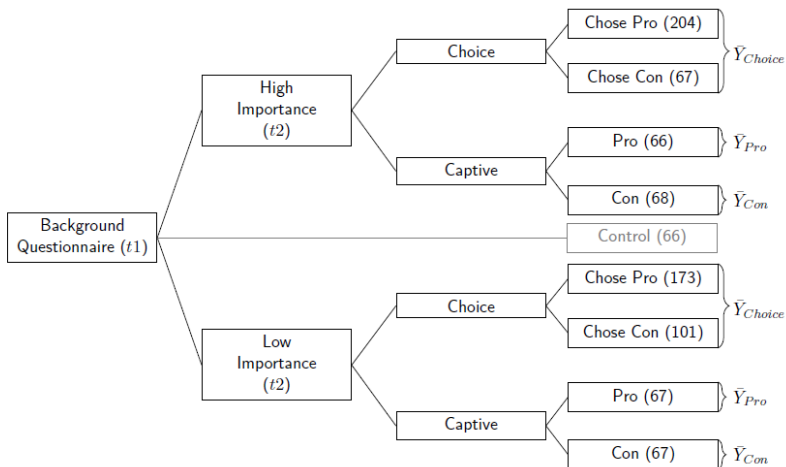 Chose Pro (204)
Choice
Ȳ_Choice
Chose Con (67)
High
Importance
(t2)
Pro (66)
Ȳ_Pro
Captive
Con (68)
Ȳ_Con
Background
Questionnaire (t1)
Control (66)
Chose Pro (173)
Choice
Ȳ_Choice
Chose Con (101)
Low
Importance
(t2)
Pro (67)
Ȳ_Pro
Captive
Con (67)
Ȳ_Con